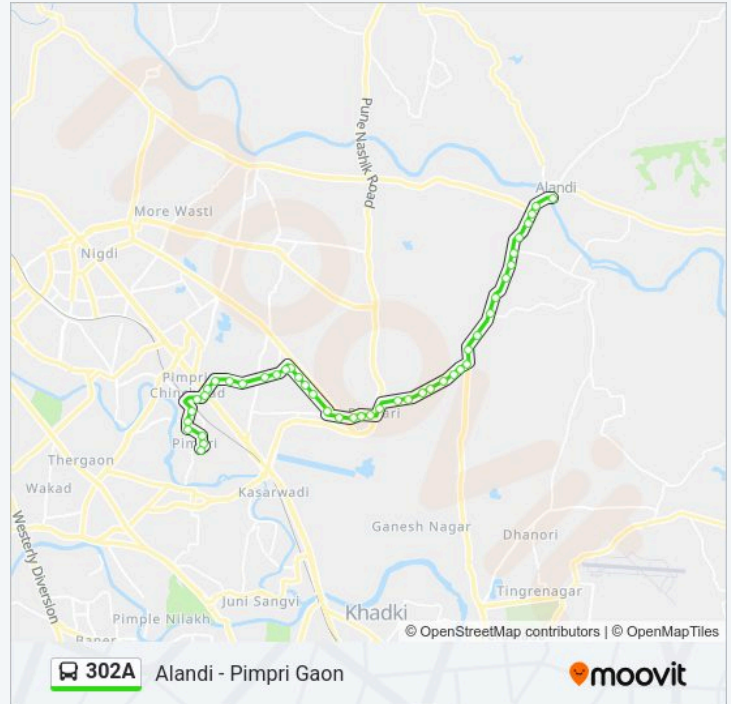 Pune Nashik Road
Alandi
More Wasti
Nigdi
Pimpri
Pimpri
Thergaon
Wakad
Kasarwadi
Ganesh Nagar
Dhanori
Westerly Diversion
Tingrenagar
Juni Sangvi
Khadki
Pimple Nilakh
Baner
© OpenStreetMap contributors | © OpenMapTiles
302A Alandi - Pimpri Gaon
moovit